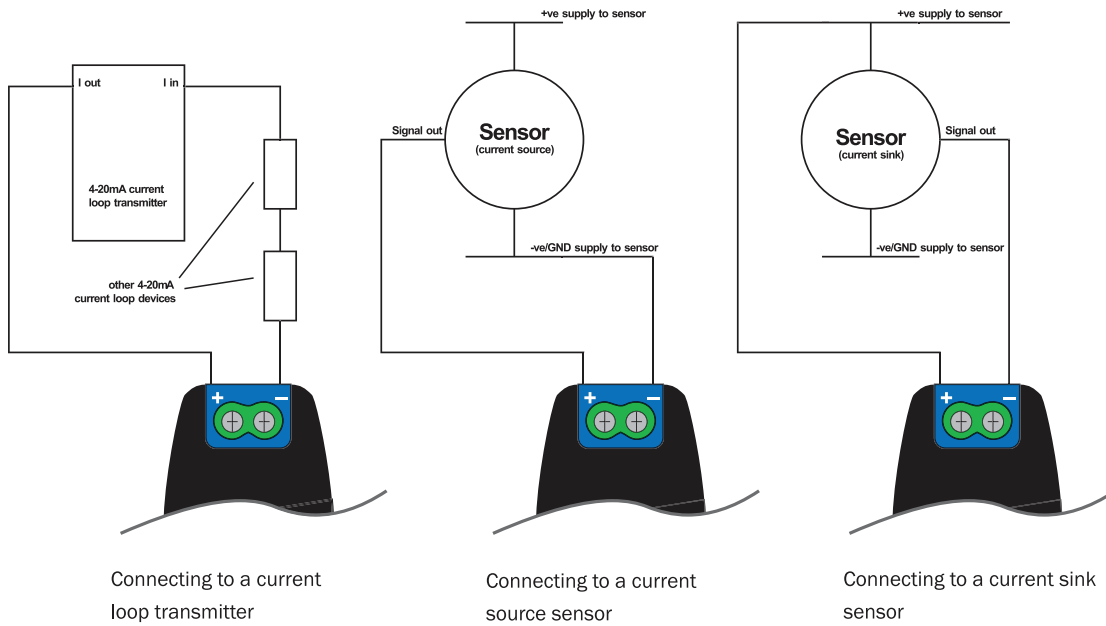 I out
I in
4-20mA current
loop transmitter
other 4-20mA
current loop devices
+
−
Connecting to a current
loop transmitter
+ve supply to sensor
Signal out
Sensor
(current source)
-ve/GND supply to sensor
+
−
Connecting to a current
source sensor
+ve supply to sensor
Sensor
(current sink)
Signal out
-ve/GND supply to sensor
+
−
Connecting to a current sink
sensor